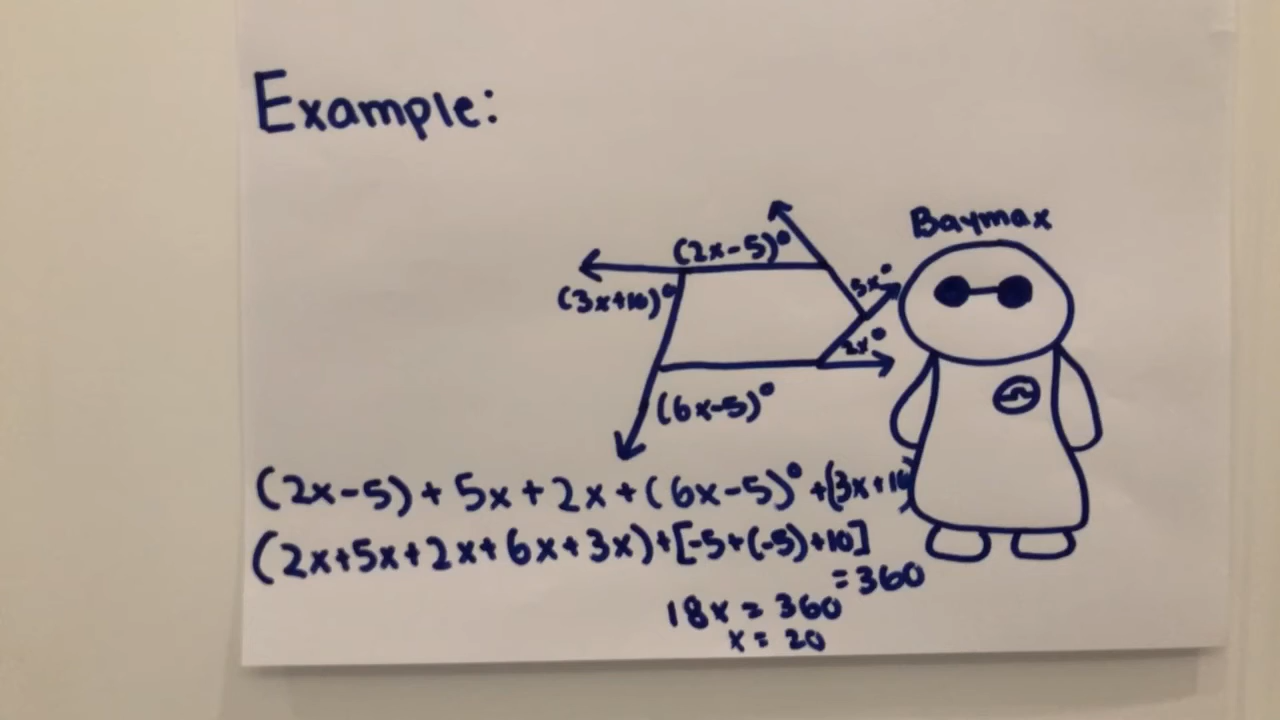 Example:
Baymax
(2x-5)°
5x°
(3x+10)°
2x°
(6x-5)°
(2x-5)+5x+2x+(6x-5)°+(3x+10)
(2x+5x+2x+6x+3x)+[-5+(-5)+10]
=360
18x = 360
x = 20